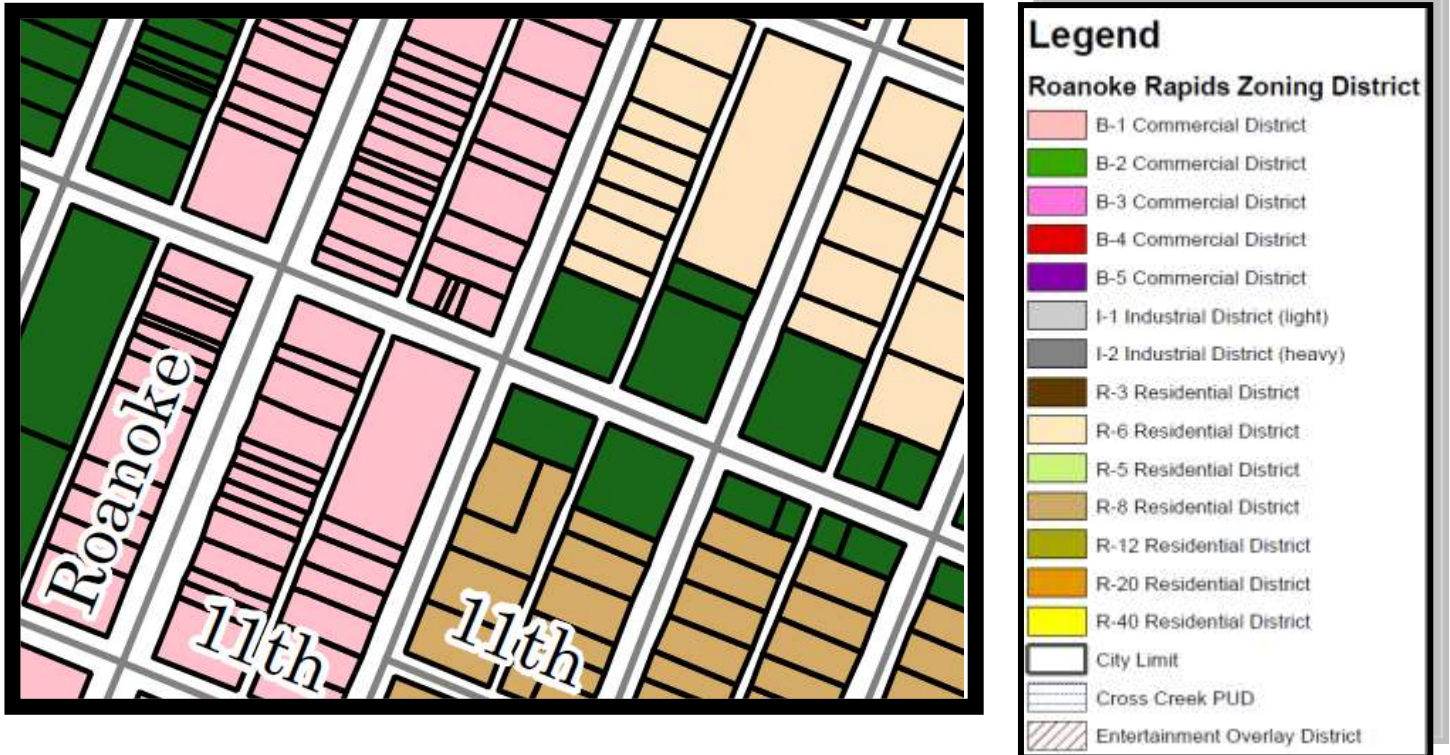 Roanoke
11th
11th
Legend
Roanoke Rapids Zoning District
B-1 Commercial District
B-2 Commercial District
B-3 Commercial District
B-4 Commercial District
B-5 Commercial District
I-1 Industrial District (light)
I-2 Industrial District (heavy)
R-3 Residential District
R-6 Residential District
R-5 Residential District
R-8 Residential District
R-12 Residential District
R-20 Residential District
R-40 Residential District
City Limit
Cross Creek PUD
Entertainment Overlay District